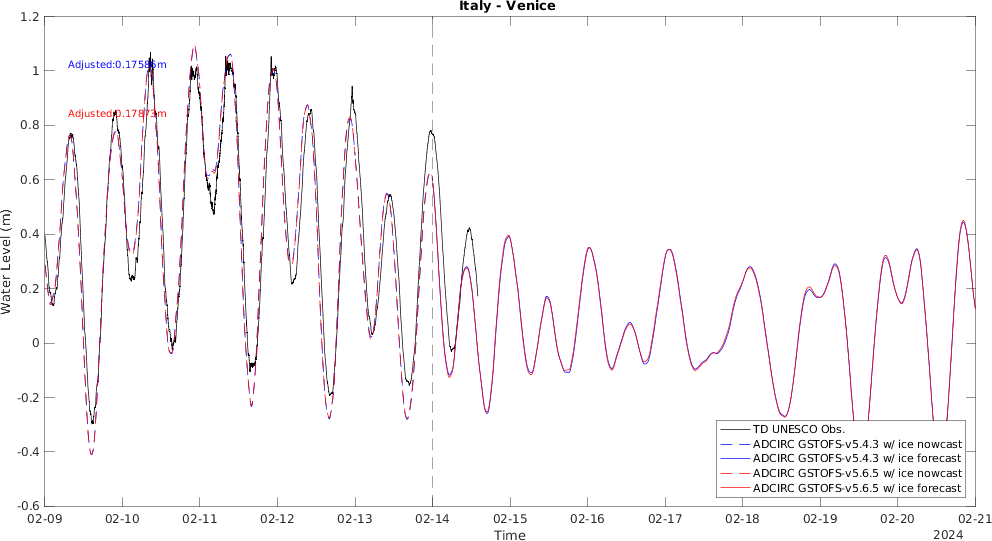 Italy - Venice
1.2
1
0.8
0.6
0.4
0.2
0
-0.2
-0.4
-0.6
Water Level (m)
Adjusted:0.17586m
Adjusted:0.17873m
TD UNESCO Obs.
ADCIRC GSTOFS-v5.4.3 w/ ice nowcast
ADCIRC GSTOFS-v5.4.3 w/ ice forecast
ADCIRC GSTOFS-v5.6.5 w/ ice nowcast
ADCIRC GSTOFS-v5.6.5 w/ ice forecast
02-09 02-10 02-11 02-12 02-13 02-14 02-15 02-16 02-17 02-18 02-19 02-20 02-21
Time
2024